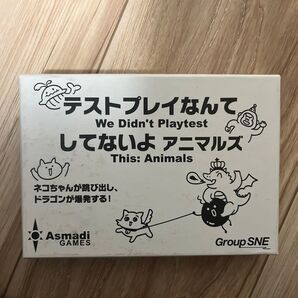 テストプレイなんて
We Didn't Playtest
してないよ アニマルズ
This: Animals
ネコちゃんが跳び出し、
ドラゴンが爆発する!
Asmadi
GAMES
Group SNE